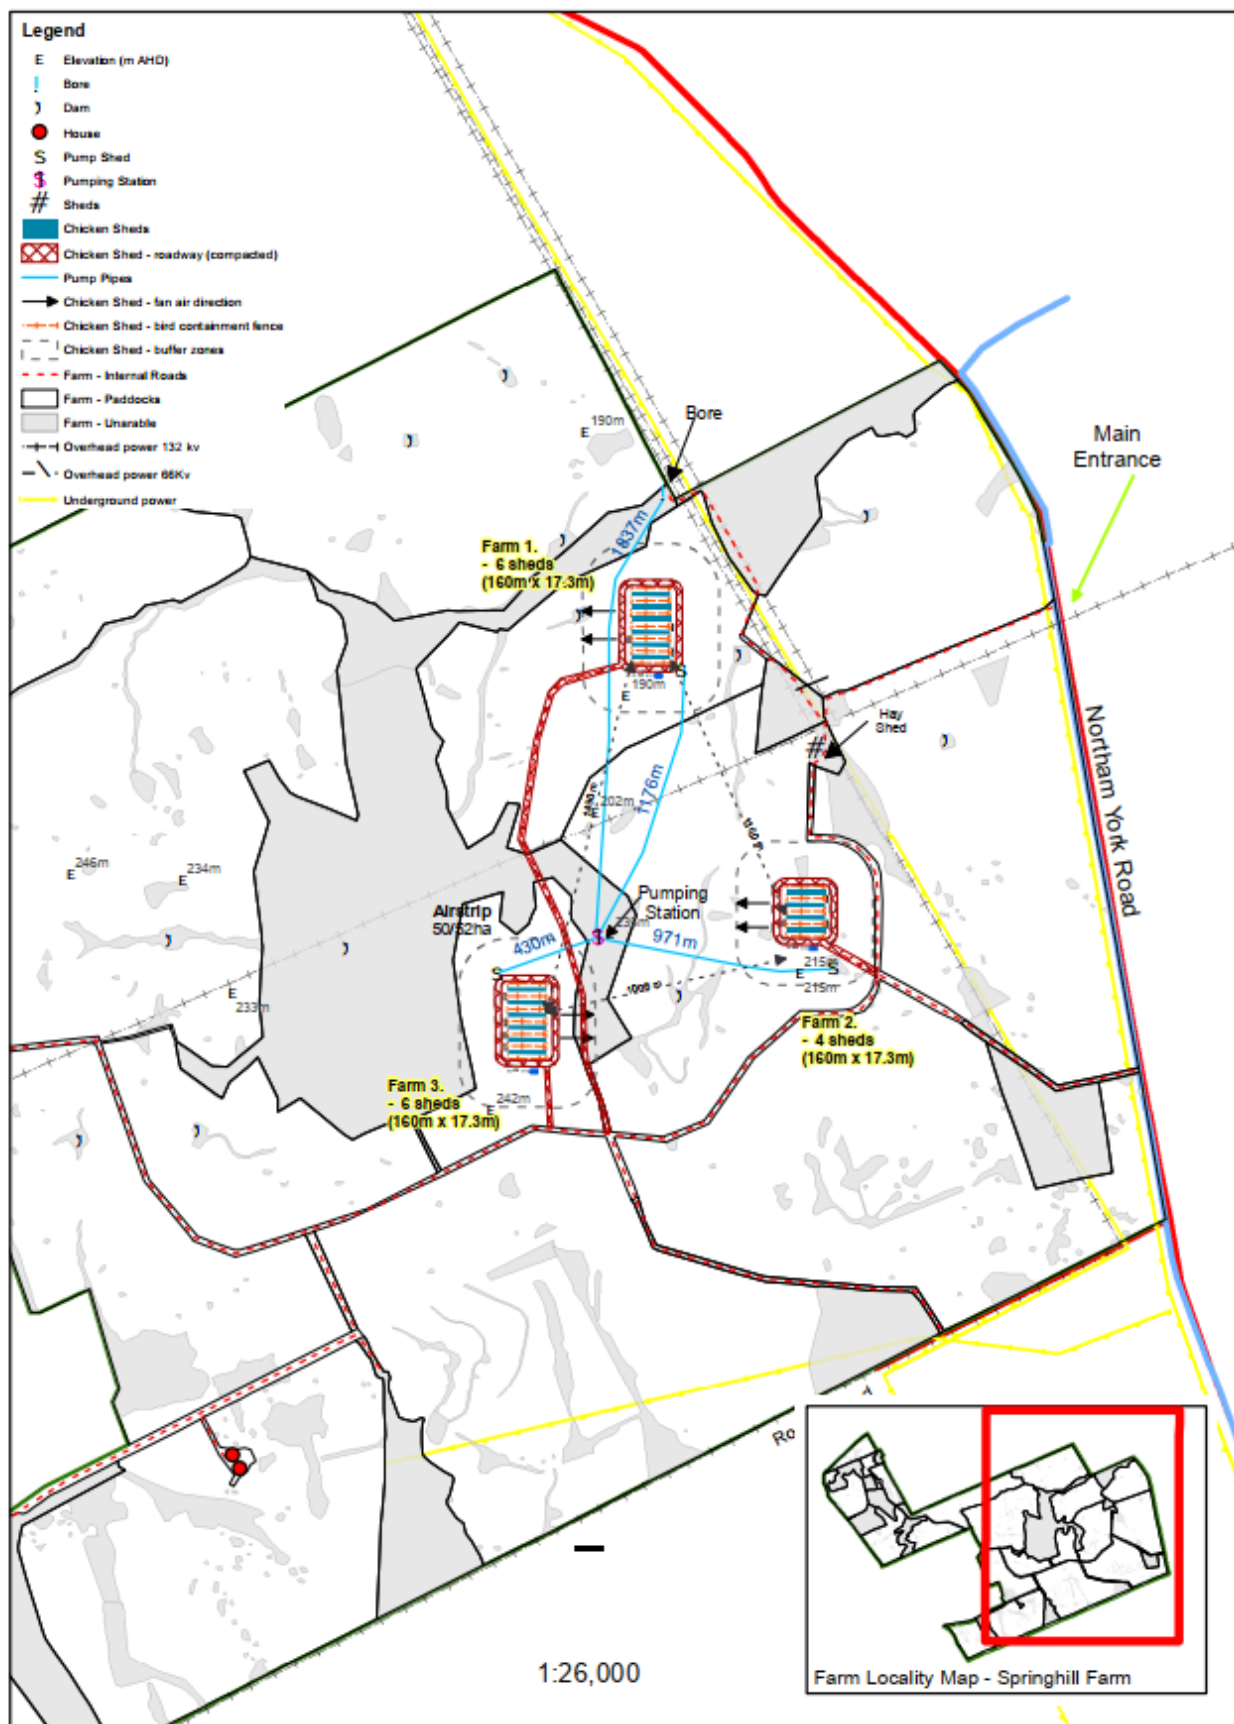 Legend
E Elevation (m AHD)
Bore
Dam
House
S Pump Shed
$ Pumping Station
# Sheds
Chicken Sheds
Chicken Shed - roadway (compacted)
Pump Pipes
Chicken Shed - fan air direction
Chicken Shed - bird containment fence
Chicken Shed - buffer zones
Farm - Internal Roads
Farm - Paddocks
Farm - Unarable
Overhead power 132 kv
Overhead power 66Kv
Underground power
190m
E
Bore
Main
Entrance
1837m
Farm 1.
- 6 sheds
(160m x 17.3m)
S
190m
E
Hay
Shed
#
Northam York Road
1176m
202m
E
246m
E
234m
E
Airstrip
50/52ha
Pumping
Station
$
430m
971m
S
215m
E
S
215m
233m
E
Farm 2.
- 4 sheds
(160m x 17.3m)
Farm 3.
- 6 sheds
(160m x 17.3m)
242m
E
Ro
1:26,000
Farm Locality Map - Springhill Farm